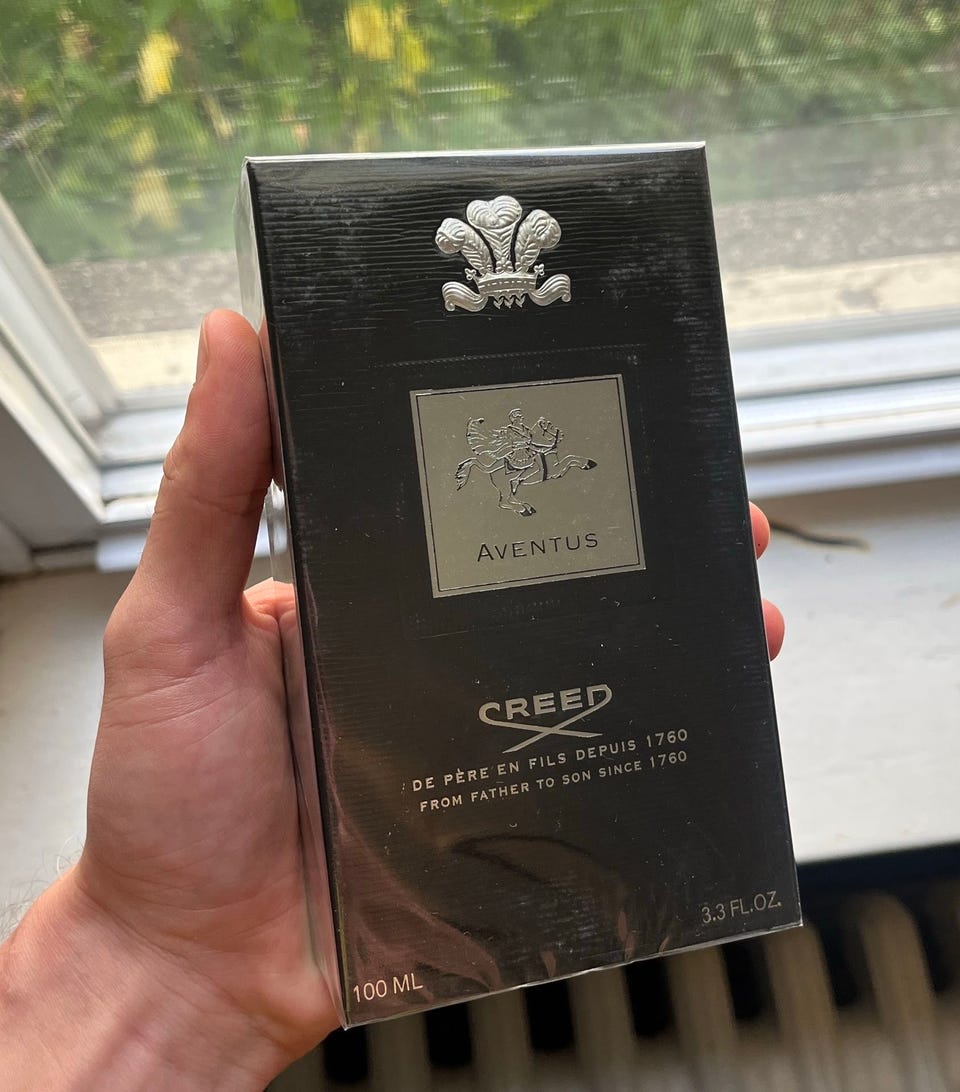 AVENTUS
CREED
DE PÈRE EN FILS DEPUIS 1760
FROM FATHER TO SON SINCE 1760
3.3 FL.OZ.
100 ML